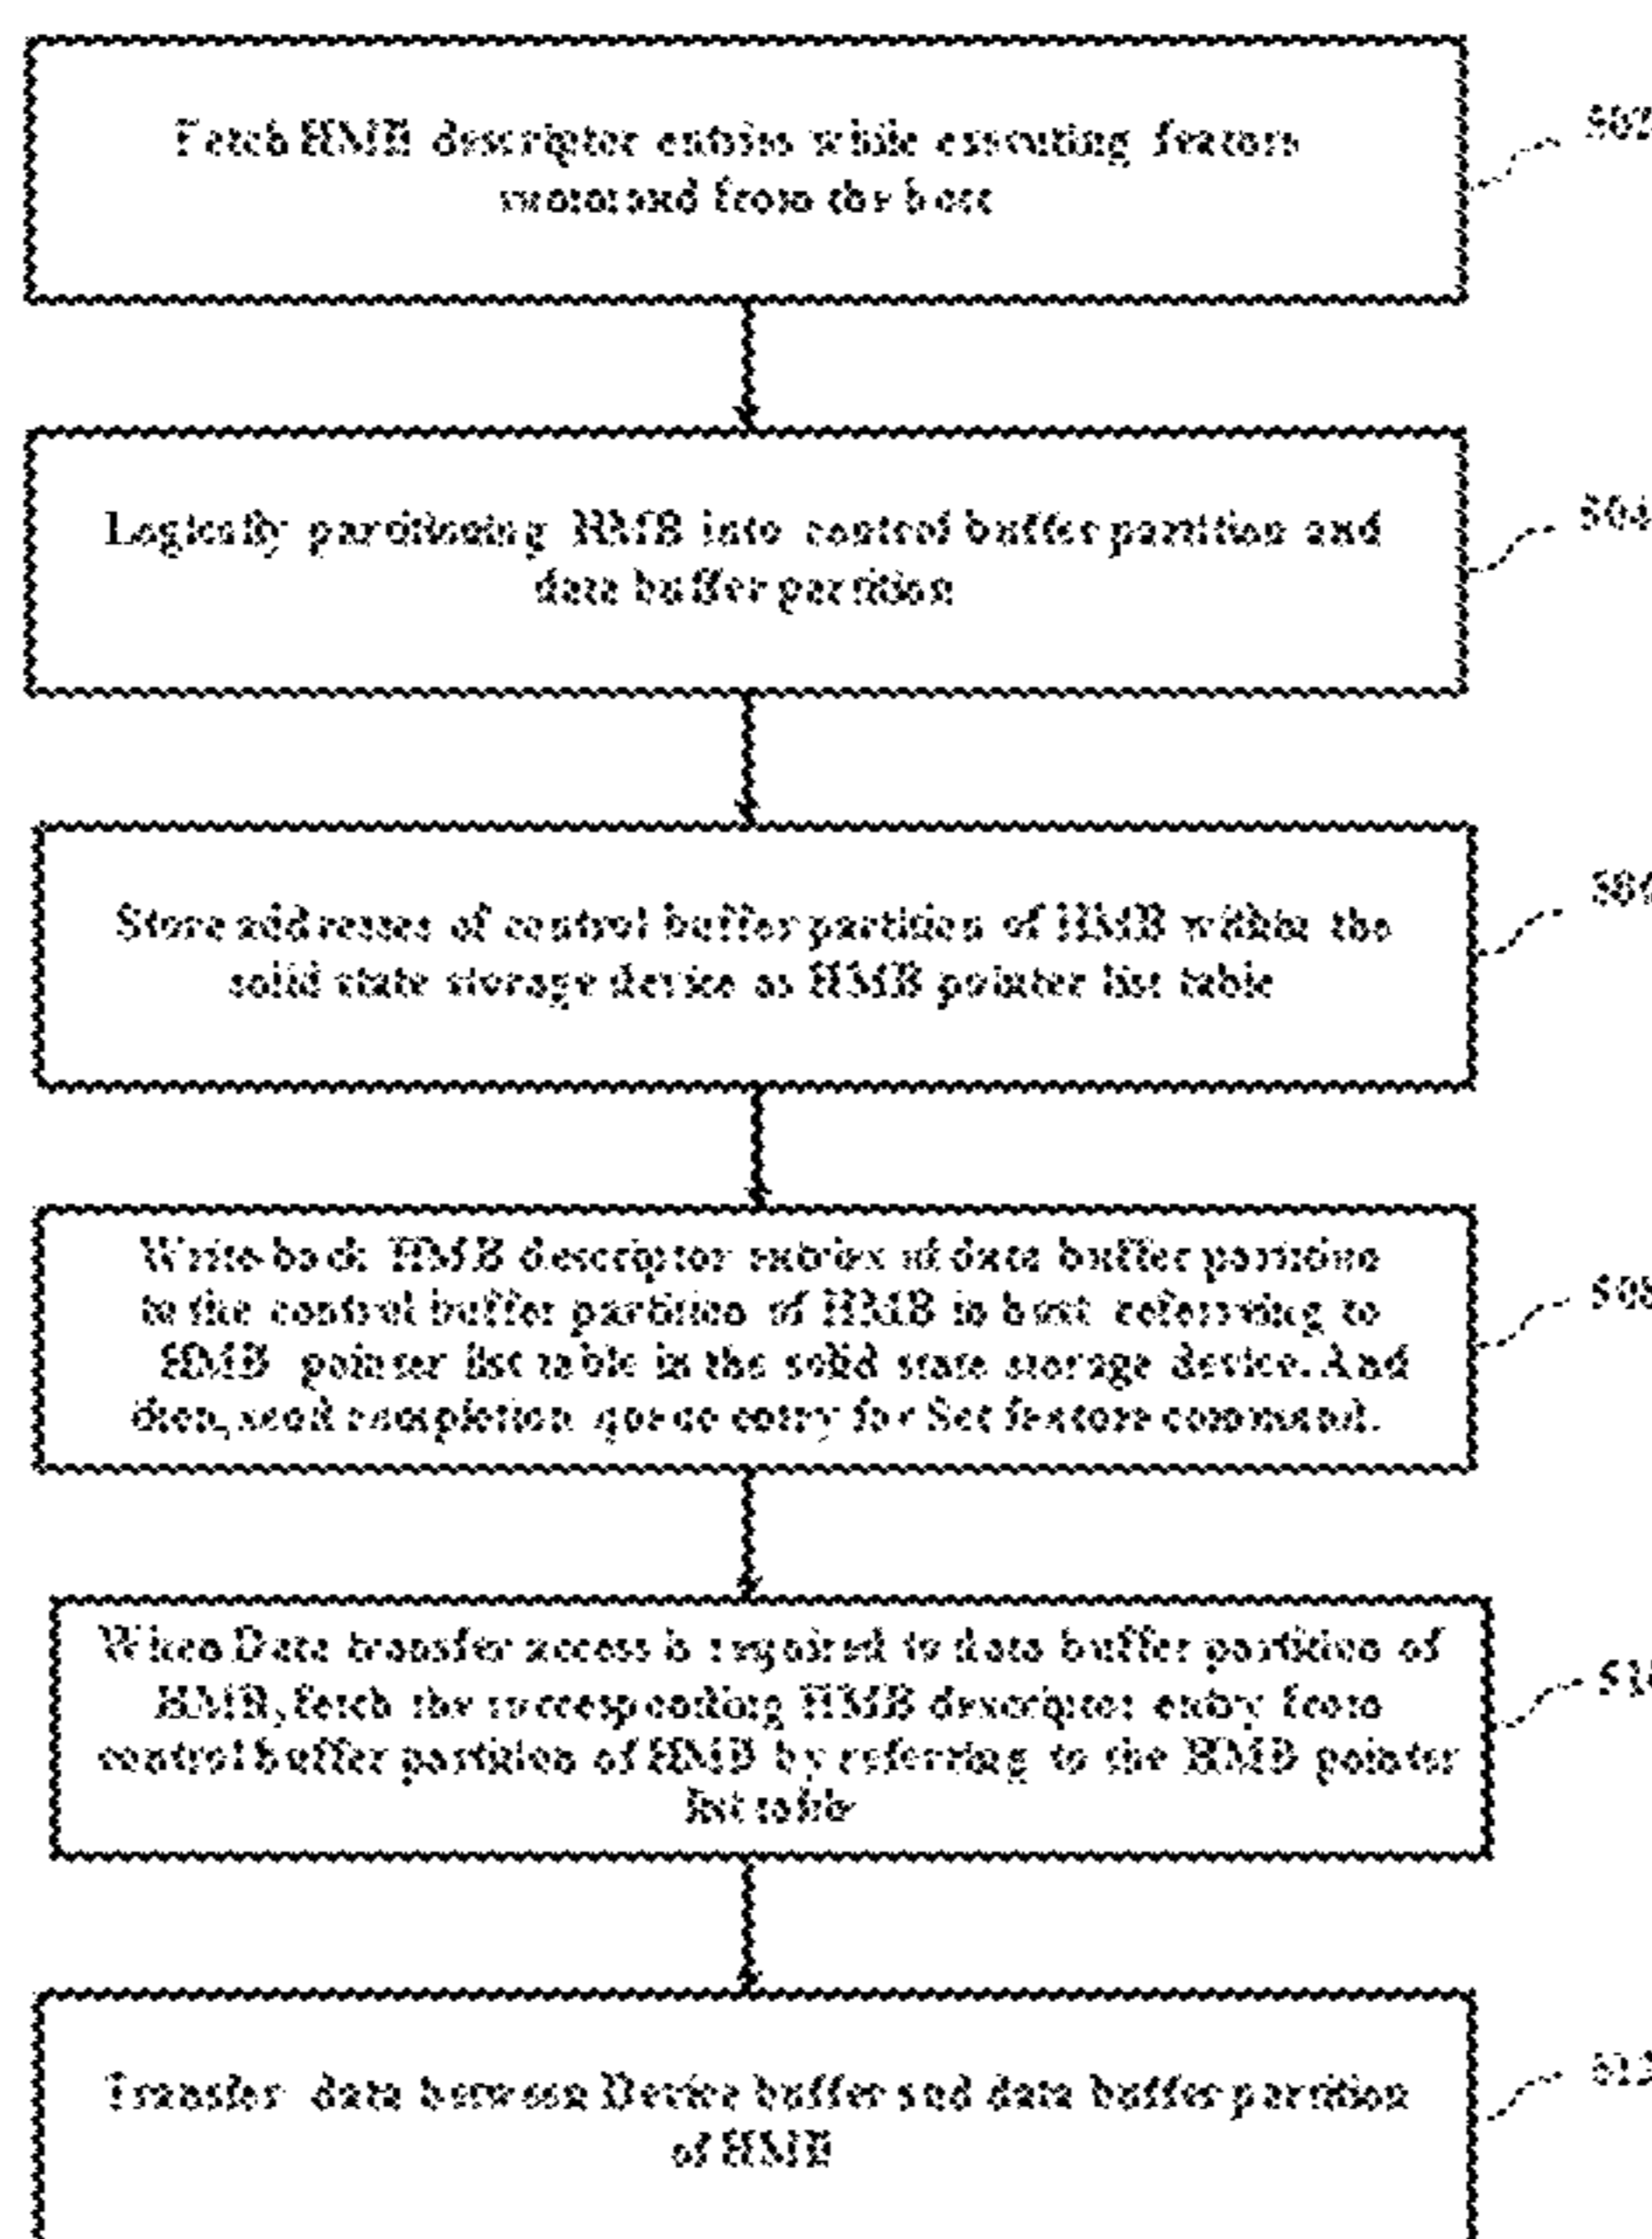 Fetch HMB descriptor entries while executing feature
command from the host
502
Logically partitioning HMB into control buffer partition and
data buffer partition
504
Store addresses of control buffer partition of HMB within the
solid state storage device as HMB pointer list table
Write back HMB descriptor entries of data buffer partition
to the control buffer partition of HMB in host referring to
HMB pointer list table in the solid state storage device. And
then, send completion queue entry for Set feature command.
508
When Data transfer access is required to data buffer partition of
HMB, fetch the corresponding HMB descriptor entry from
control buffer partition of HMB by referring to the HMB pointer
list table
Transfer data between Device buffer and data buffer partition
of HMB